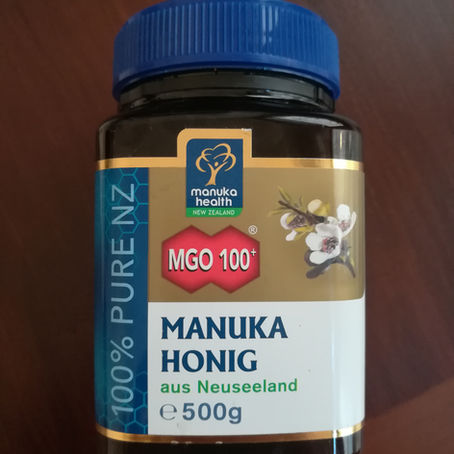 manuka
health
NEW ZEALAND
MGO 100+
®
MANUKA
HONIG
aus Neuseeland
℮ 500g
100% PURE NZ